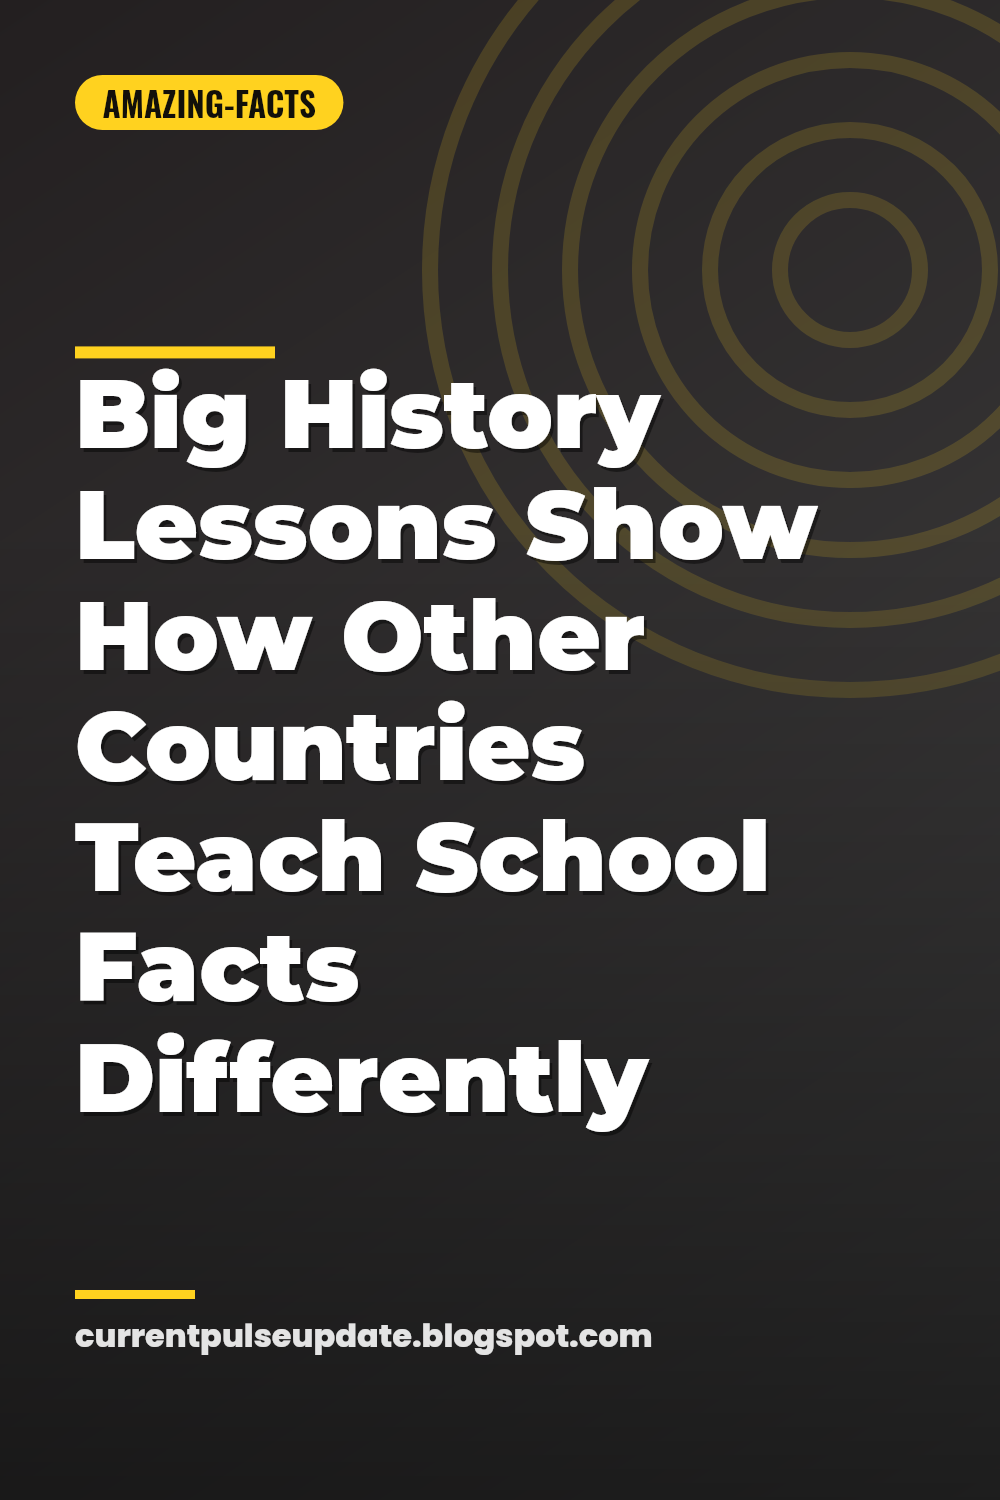 AMAZING-FACTS
Big History
Lessons Show
How Other
Countries
Teach School
Facts
Differently
currentpulseupdate.blogspot.com